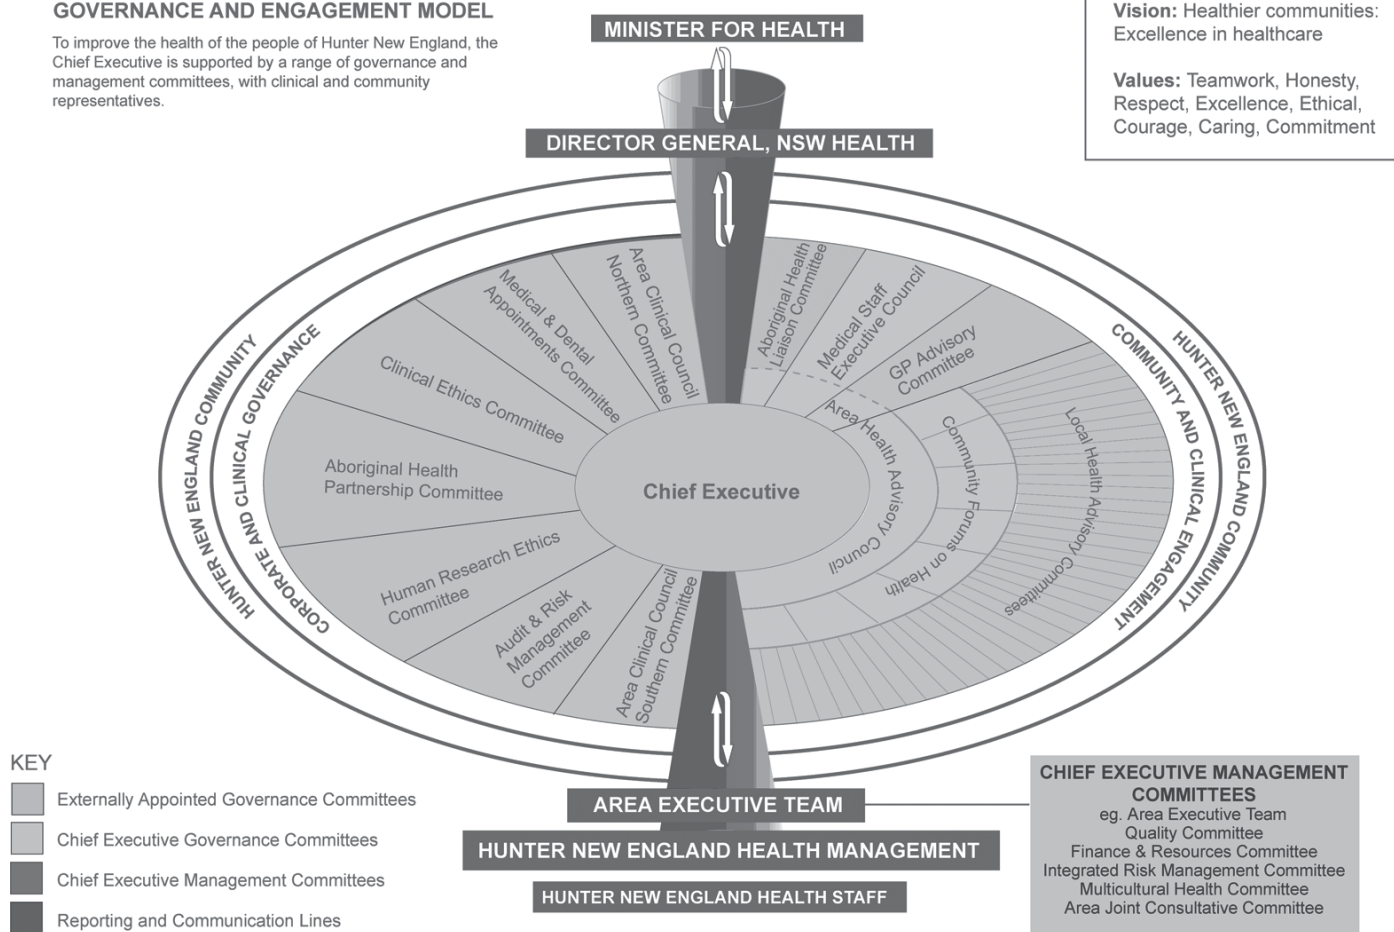 GOVERNANCE AND ENGAGEMENT MODEL
To improve the health of the people of Hunter New England, the
Chief Executive is supported by a range of governance and
management committees, with clinical and community
representatives.
MINISTER FOR HEALTH
DIRECTOR GENERAL, NSW HEALTH
Vision: Healthier communities:
Excellence in healthcare
Values: Teamwork, Honesty,
Respect, Excellence, Ethical,
Courage, Caring, Commitment
HUNTER NEW ENGLAND COMMUNITY
CORPORATE AND CLINICAL GOVERNANCE
Area Clinical Council
Northern Committee
Medical & Dental
Appointments Committee
Clinical Ethics Committee
Aboriginal Health
Partnership Committee
Human Research Ethics
Committee
Audit & Risk
Management
Committee
Area Clinical Council
Southern Committee
Chief Executive
Aboriginal Health
Liaison Committee
Medical Staff
Executive Council
GP Advisory
Committee
Area Health Advisory Council
Community Forums on Health
Local Health Advisory Committees
COMMUNITY AND CLINICAL ENGAGEMENT
HUNTER NEW ENGLAND COMMUNITY
KEY
Externally Appointed Governance Committees
Chief Executive Governance Committees
Chief Executive Management Committees
Reporting and Communication Lines
AREA EXECUTIVE TEAM
HUNTER NEW ENGLAND HEALTH MANAGEMENT
HUNTER NEW ENGLAND HEALTH STAFF
CHIEF EXECUTIVE MANAGEMENT
COMMITTEES
eg. Area Executive Team
Quality Committee
Finance & Resources Committee
Integrated Risk Management Committee
Multicultural Health Committee
Area Joint Consultative Committee